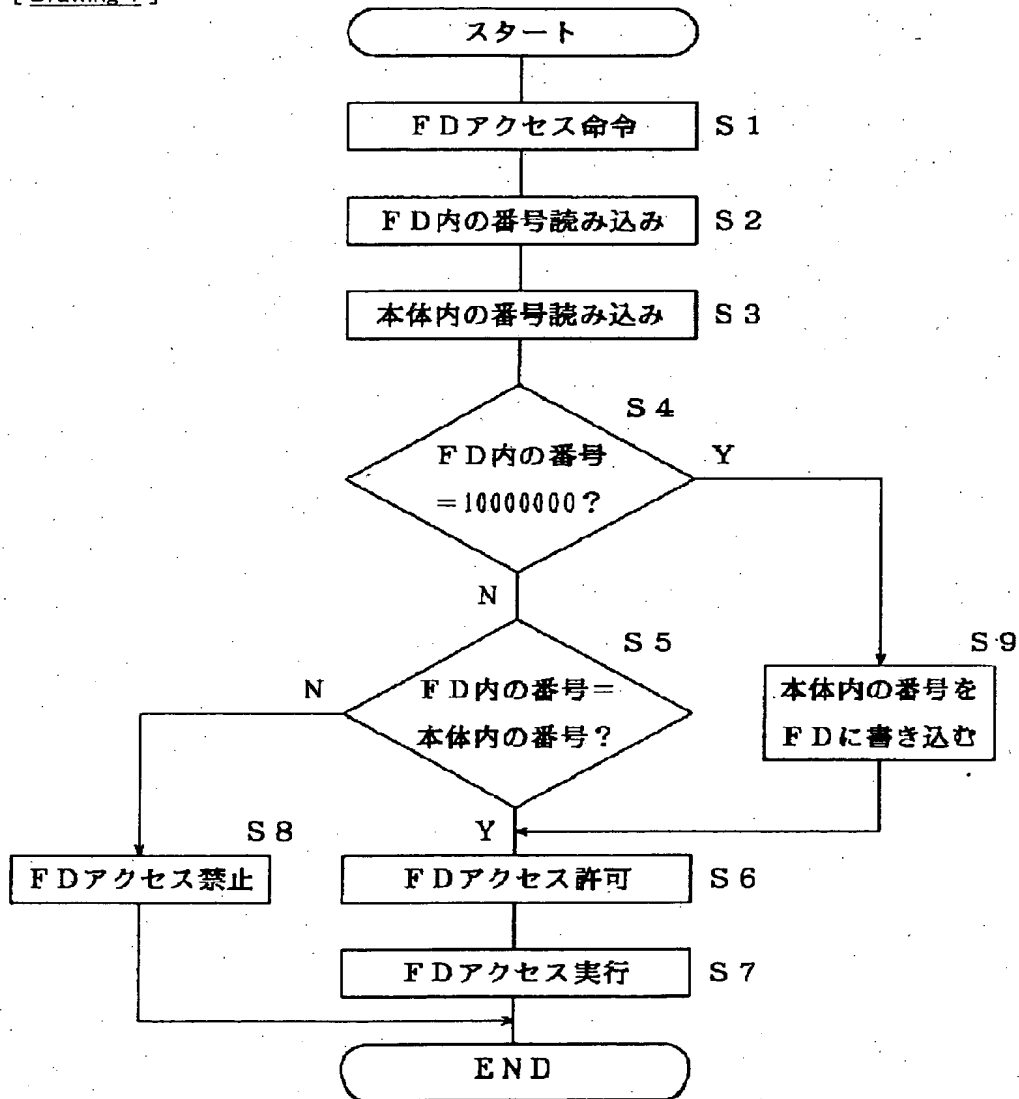 スタート
FDアクセス命令 S1
FD内の番号読み込み S2
本体内の番号読み込み S3
S4
FD内の番号
=10000000?
Y
N
S5
FD内の番号=
本体内の番号?
N
Y
S9
本体内の番号を
FDに書き込む
S8
FDアクセス禁止
FDアクセス許可 S6
FDアクセス実行 S7
END